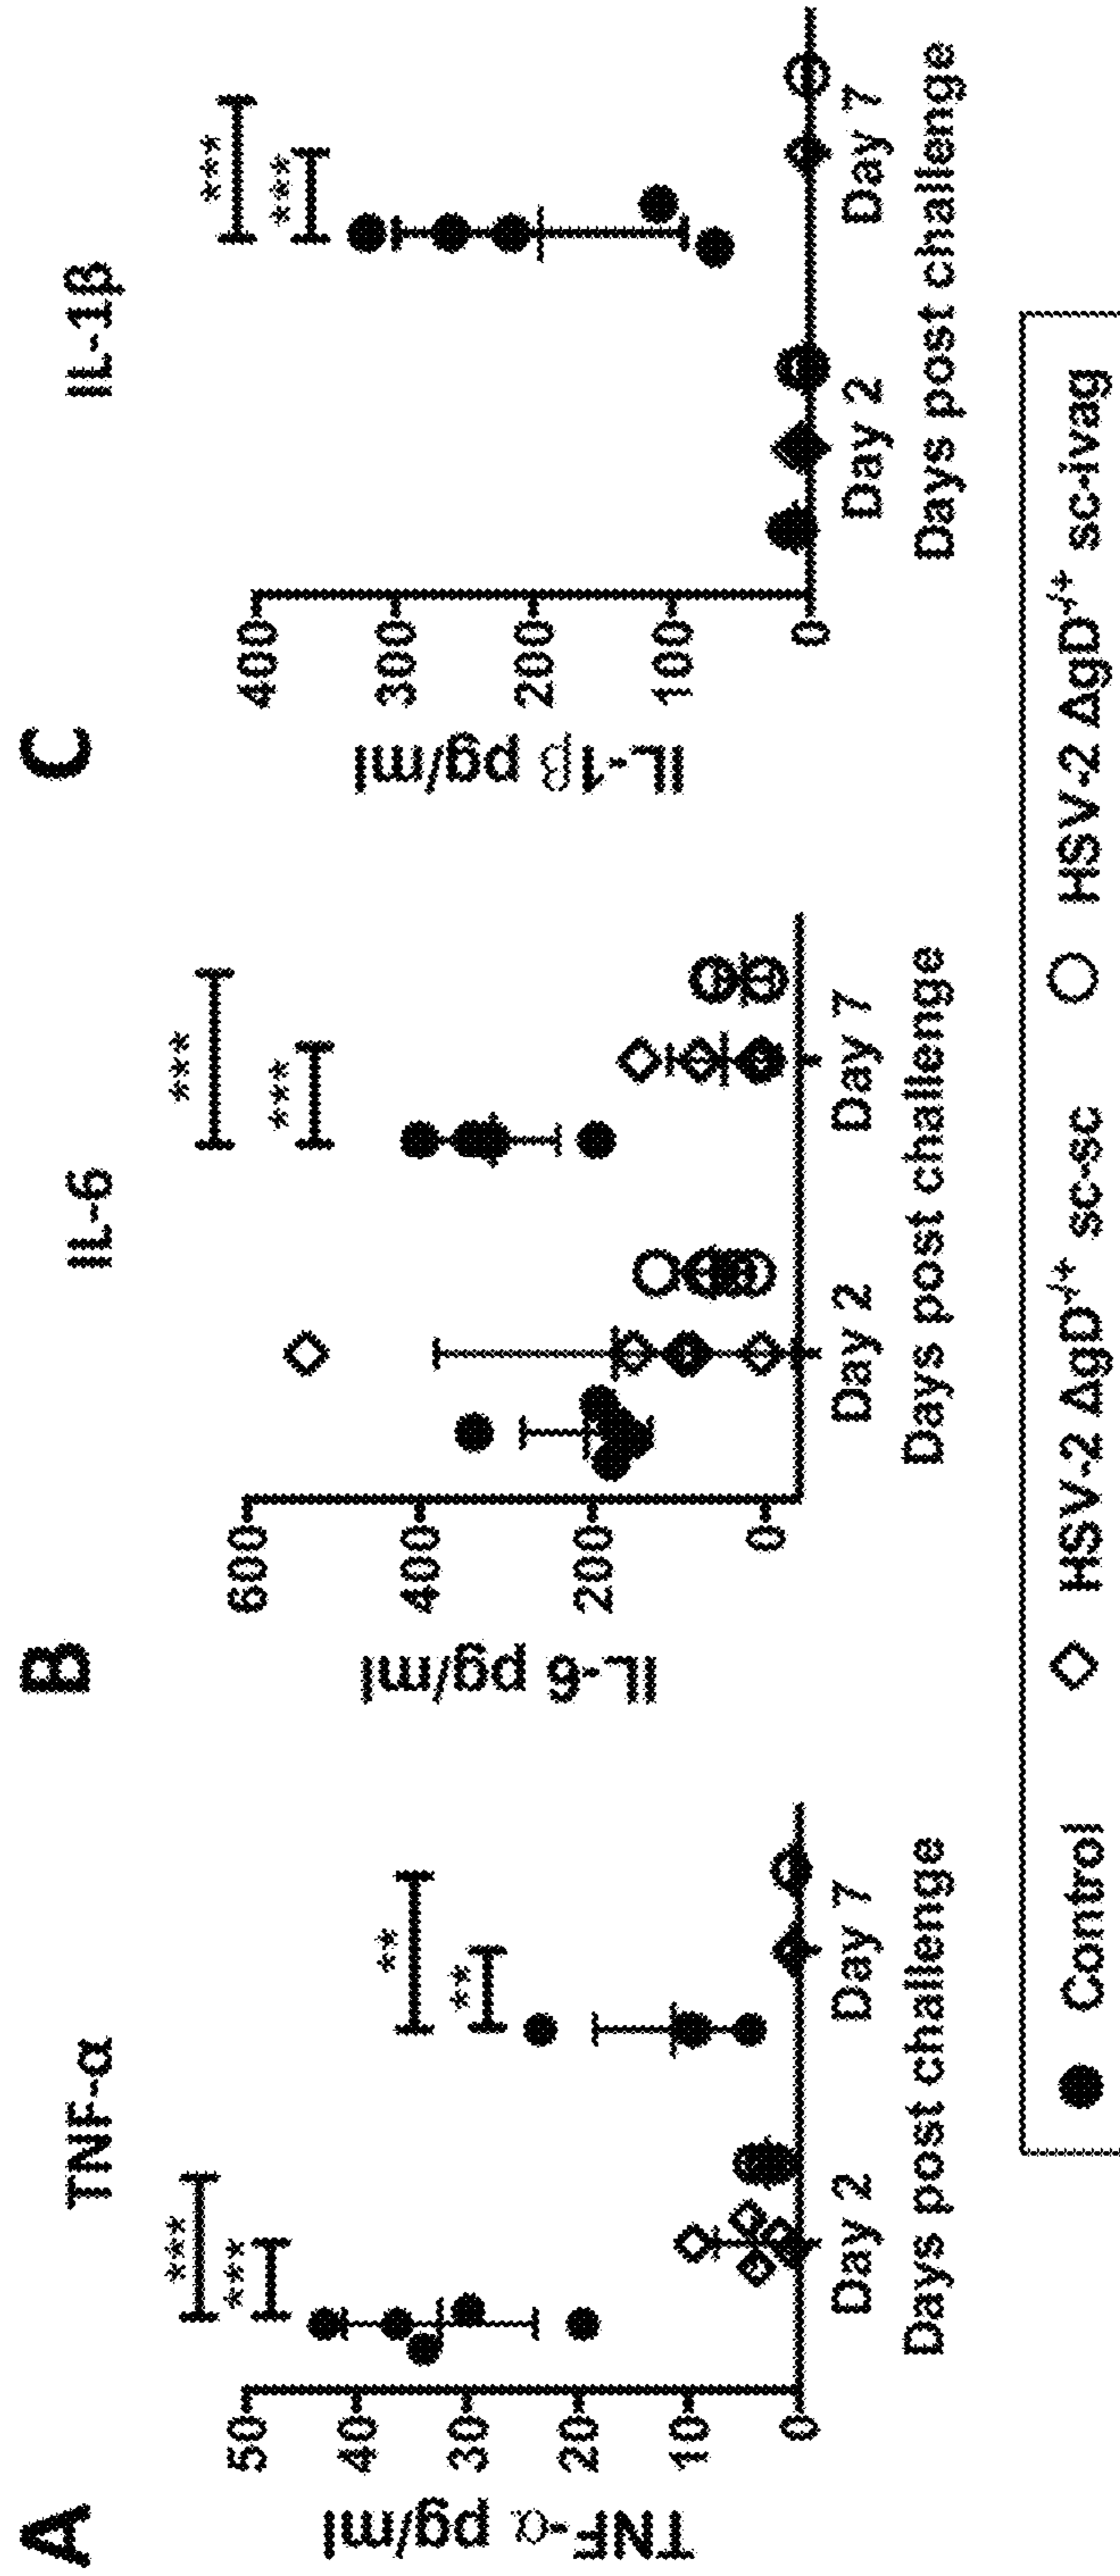 A
TNF-α
***
***
**
**
TNF-α pg/ml
50
40
30
20
10
0
Day 2
Day 7
Days post challenge
B
IL-6
***
***
IL-6 pg/ml
600
400
200
0
Day 2
Day 7
Days post challenge
C
IL-1β
***
***
IL-1β pg/ml
400
300
200
100
0
Day 2
Day 7
Days post challenge
Control
HSV-2 ΔgD⁻/⁺ sc-sc
HSV-2 ΔgD⁻/⁺ sc-ivag